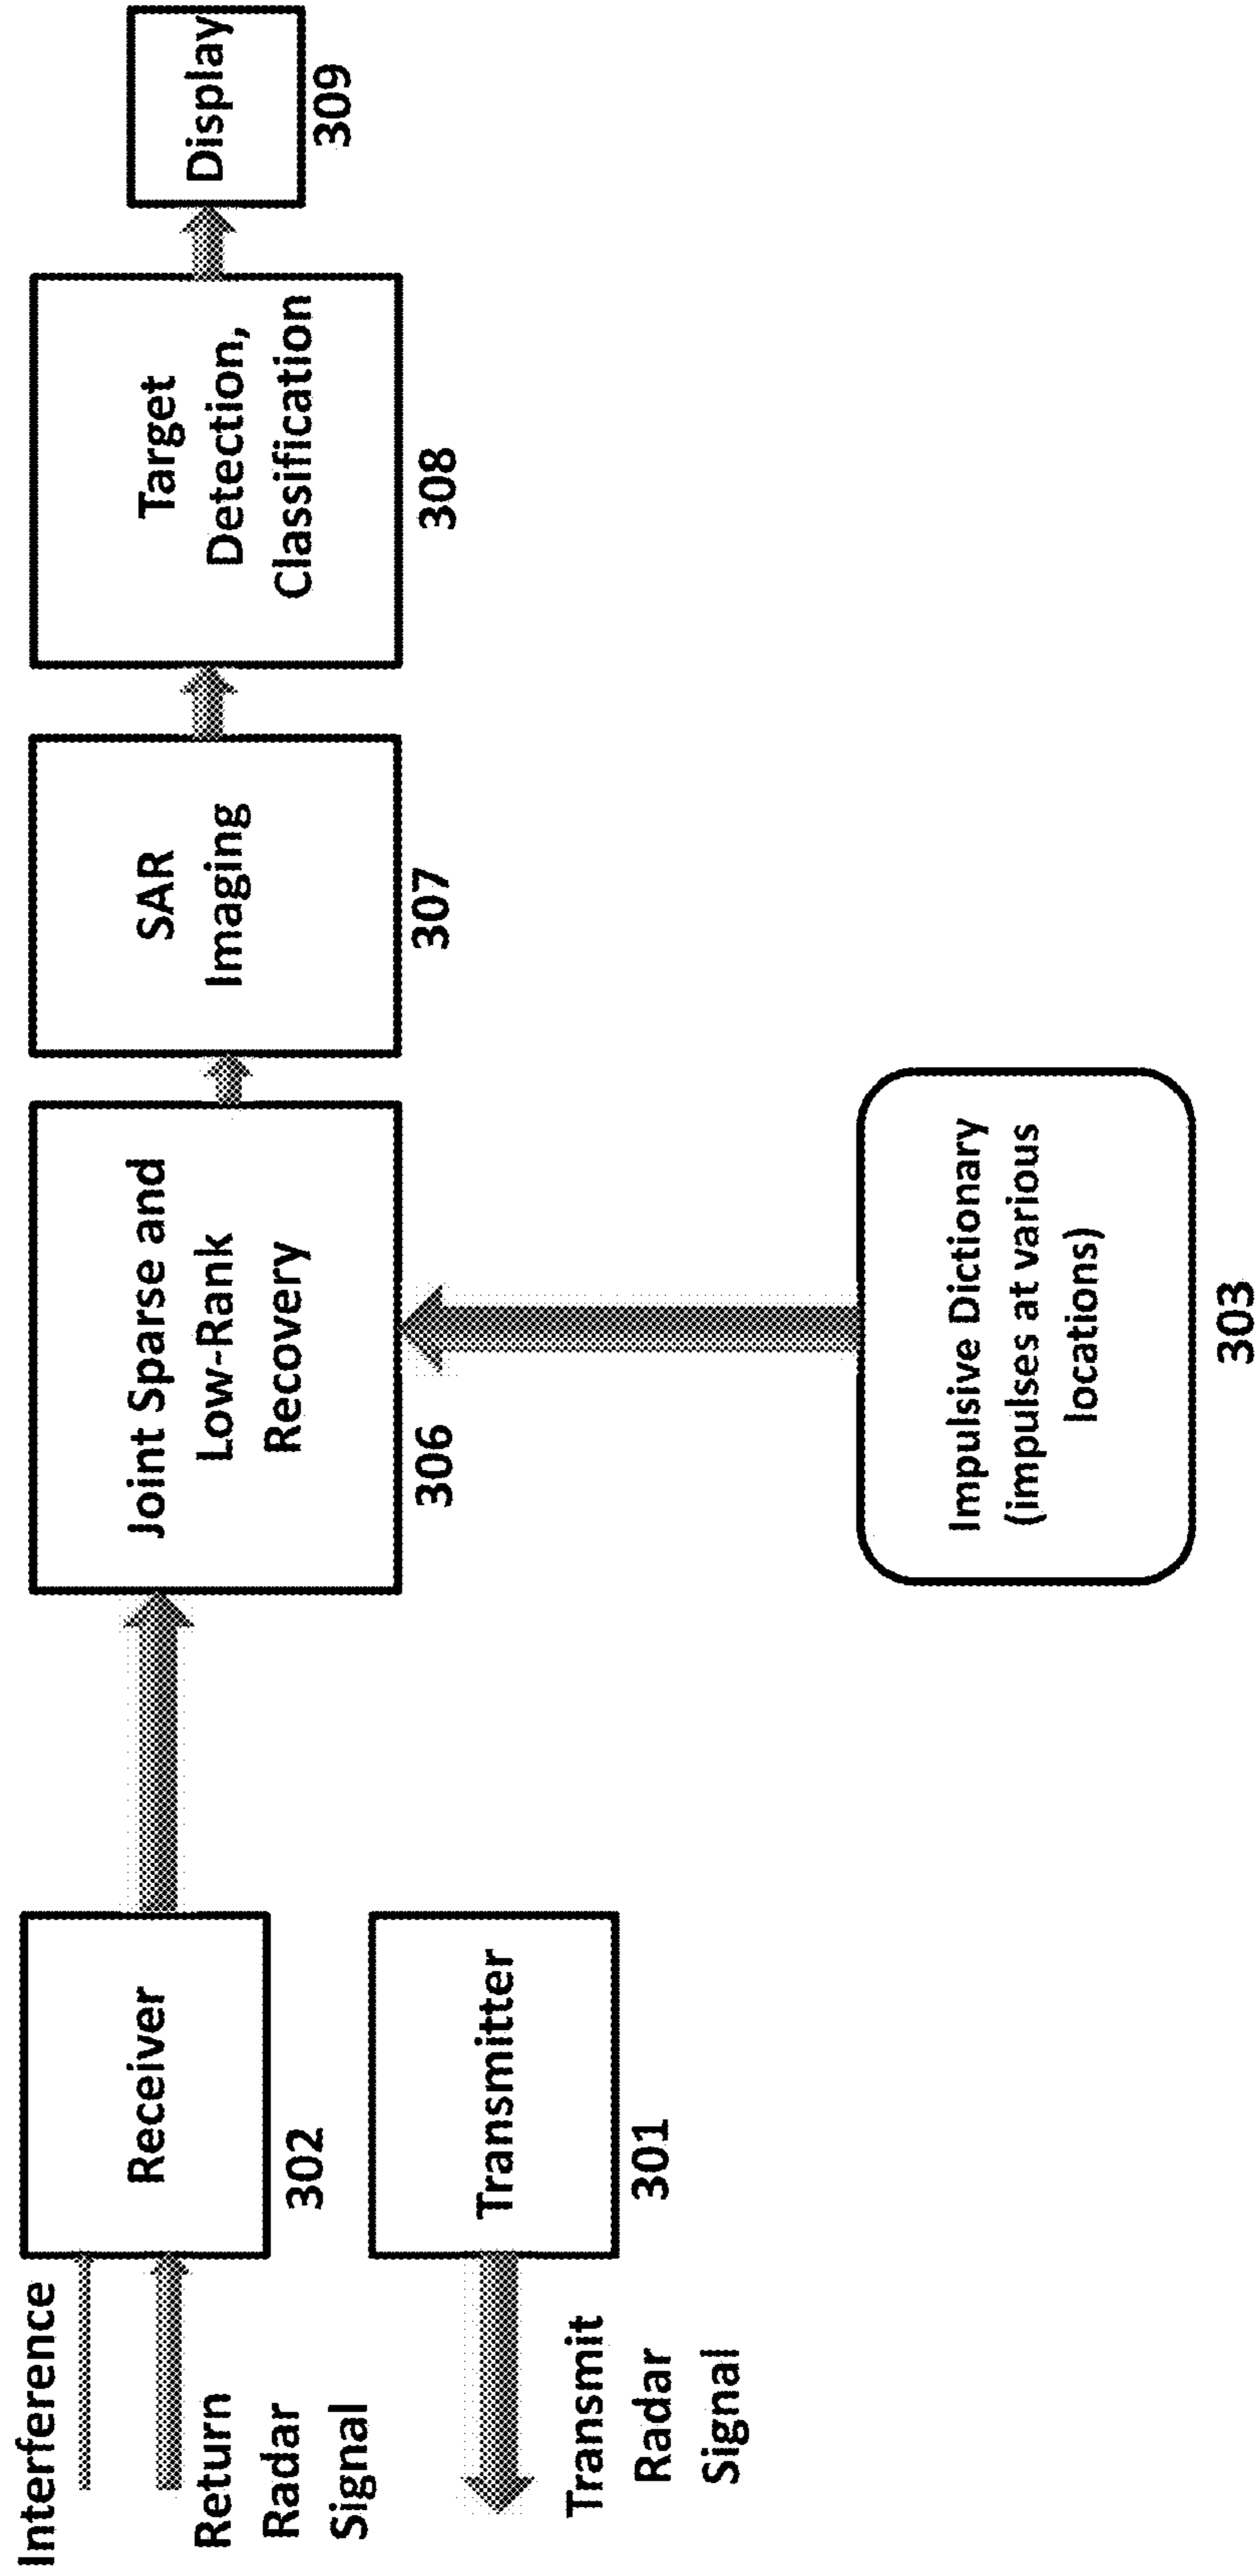 Interference
Return
Radar
Signal
Receiver
302
Transmit
Radar
Signal
Transmitter
301
Joint Sparse and
Low-Rank
Recovery
306
Impulsive Dictionary
(impulses at various
locations)
303
SAR
Imaging
307
Target
Detection,
Classification
308
Display
309